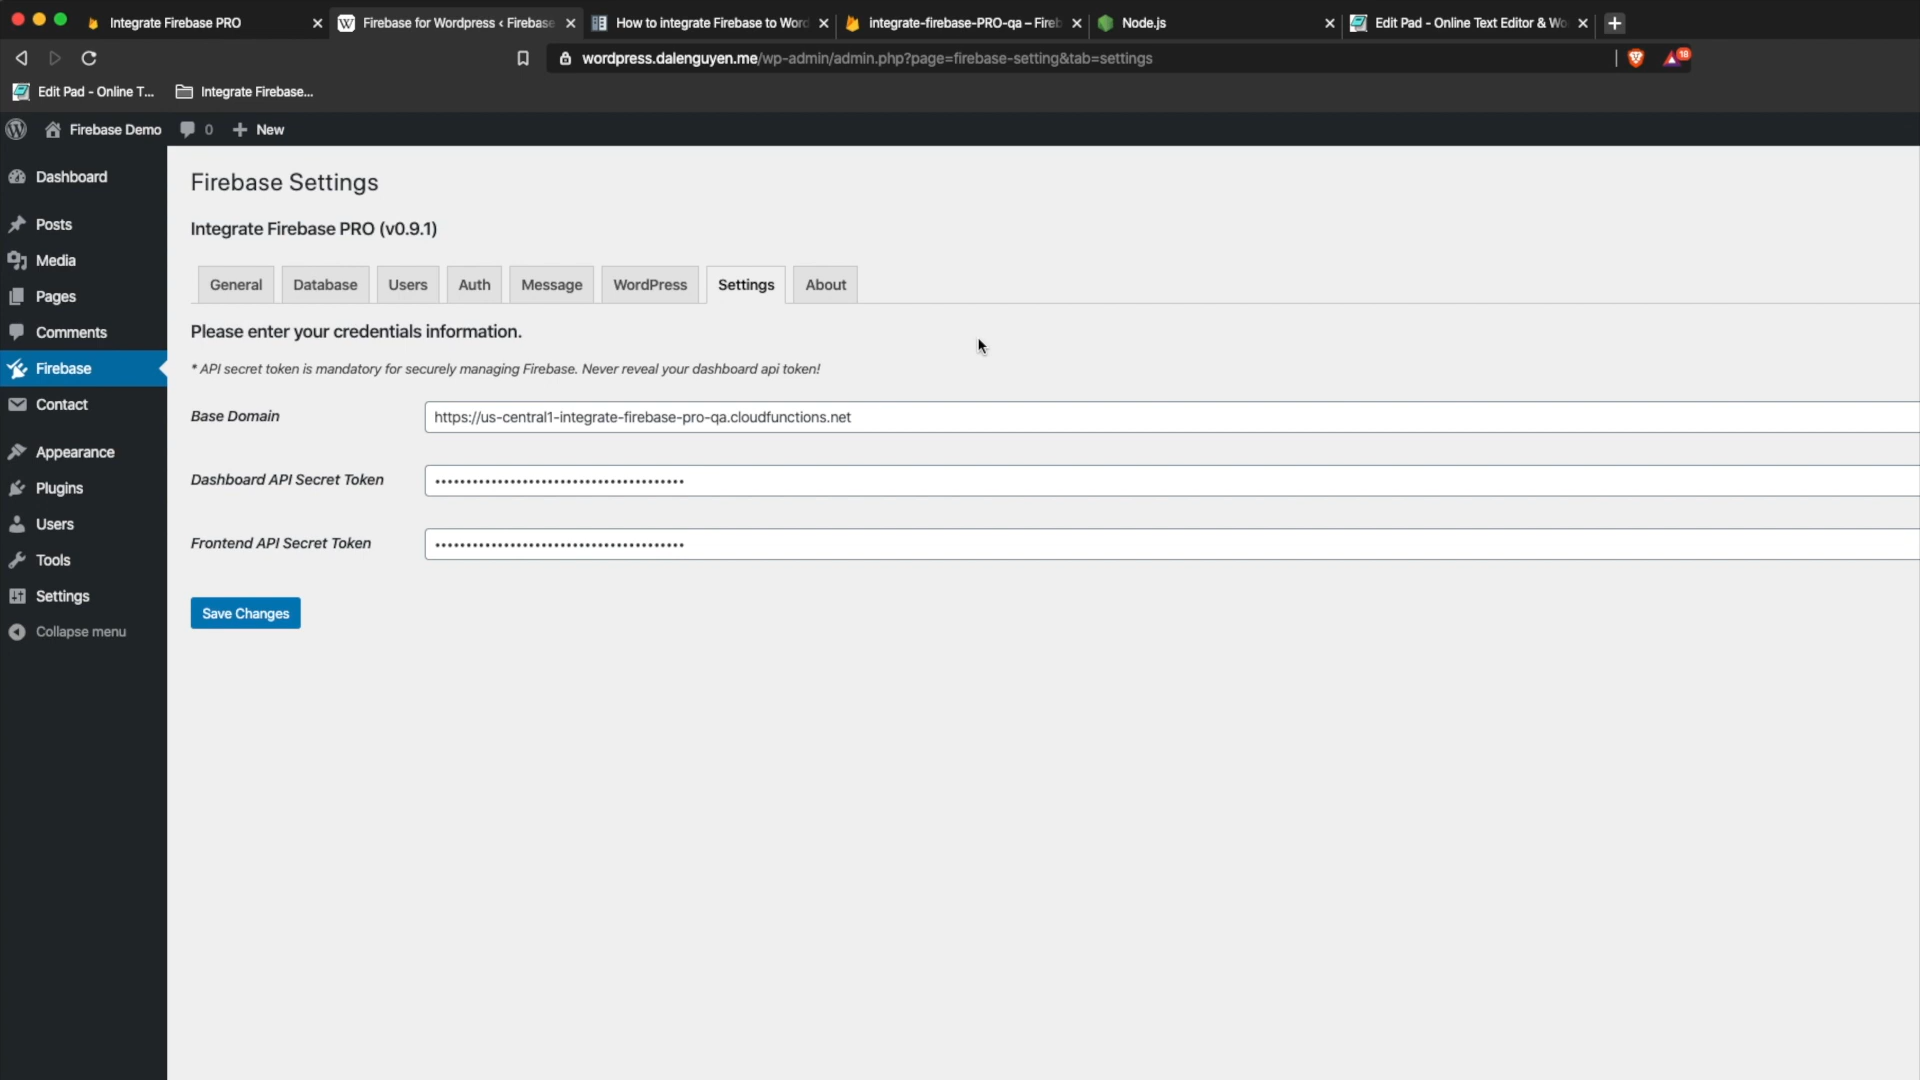 Integrate Firebase PRO
Firebase for Wordpress ‹ Firebase
How to integrate Firebase to Word
integrate-firebase-PRO-qa – Fireb
Node.js
Edit Pad - Online Text Editor & Wo
wordpress.dalenguyen.me/wp-admin/admin.php?page=firebase-setting&tab=settings
18
Edit Pad - Online T...
Integrate Firebase...
Firebase Demo
0
New
Dashboard
Posts
Media
Pages
Comments
Firebase
Contact
Appearance
Plugins
Users
Tools
Settings
Collapse menu
Firebase Settings
Integrate Firebase PRO (v0.9.1)
General
Database
Users
Auth
Message
WordPress
Settings
About
Please enter your credentials information.
* API secret token is mandatory for securely managing Firebase. Never reveal your dashboard api token!
Base Domain
https://us-central1-integrate-firebase-pro-qa.cloudfunctions.net
Dashboard API Secret Token
Frontend API Secret Token
Save Changes